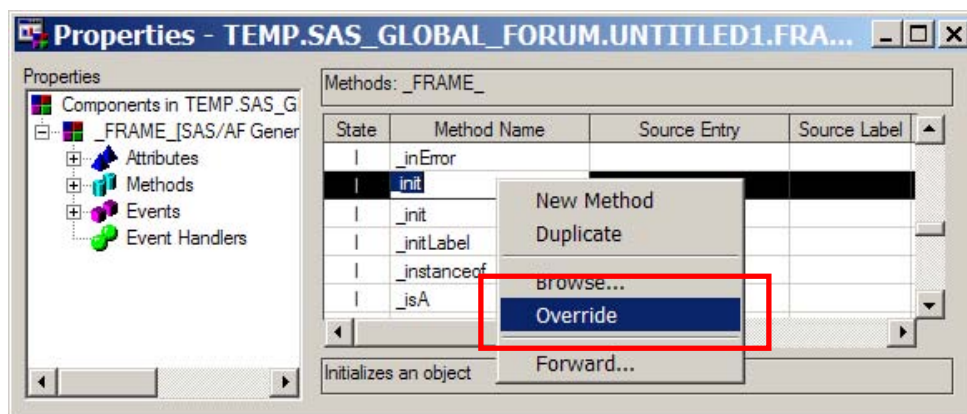 Properties - TEMP.SAS_GLOBAL_FORUM.UNTITLED1.FRA...
Properties
Components in TEMP.SAS_G
_FRAME_[SAS/AF Gener
Attributes
Methods
Events
Event Handlers
Methods: _FRAME_
State Method Name Source Entry Source Label
I _inError
I _init
I _init
I _initLabel
I _instanceof
I _isA
New Method
Duplicate
Browse...
Override
Forward...
Initializes an object